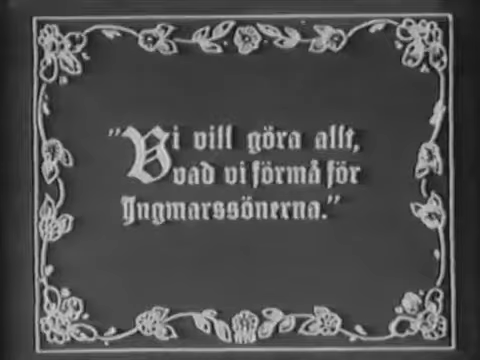 "Vi vill göra allt,
vad vi förmå för
Ingmarssönerna."